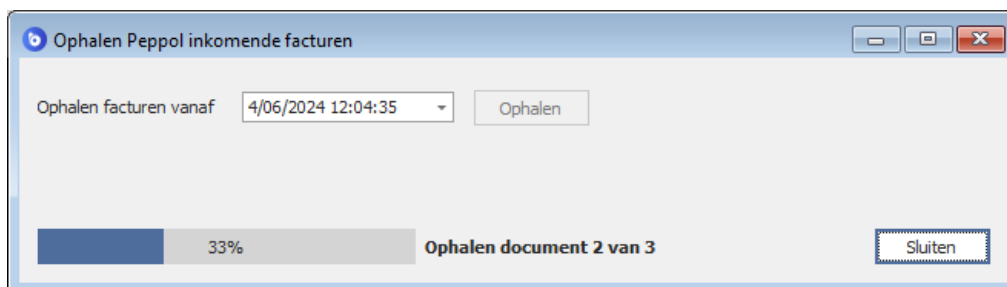 Ophalen Peppol inkomende facturen
Ophalen facturen vanaf 4/06/2024 12:04:35 Ophalen
33% Ophalen document 2 van 3 Sluiten